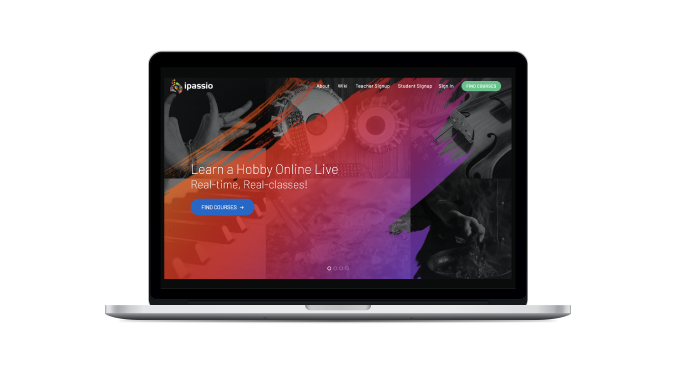 ipassio
About Wiki Teacher Signup Student Signup Sign In FIND COURSES
Learn a Hobby Online Live
Real-time, Real-classes!
FIND COURSES →